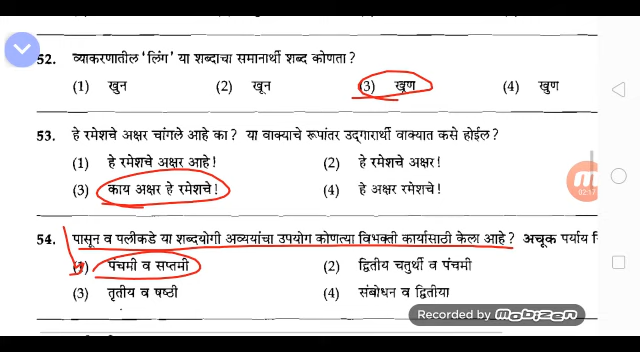 52. व्याकरणातील 'लिंग' या शब्दाचा समानार्थी शब्द कोणता ?
(1) खुन (2) खून (3) खूण (4) खुण
53. हे रमेशचे अक्षर चांगले आहे का ? या वाक्याचे रूपांतर उद्‌गारार्थी वाक्यात कसे होईल ?
(1) हे रमेशचे अक्षर आहे ! (2) हे रमेशचे अक्षर !
(3) काय अक्षर हे रमेशचे ! (4) हे अक्षर रमेशचे !
54. पासून व पलीकडे या शब्दयोगी अव्ययांचा उपयोग कोणत्या विभक्ती कार्यासाठी केला आहे ? अचूक पर्याय
(1) पंचमी व सप्तमी (2) द्वितीय चतुर्थी व पंचमी
(3) तृतीय व षष्ठी (4) संबोधन व द्वितीया
Recorded by mobizen